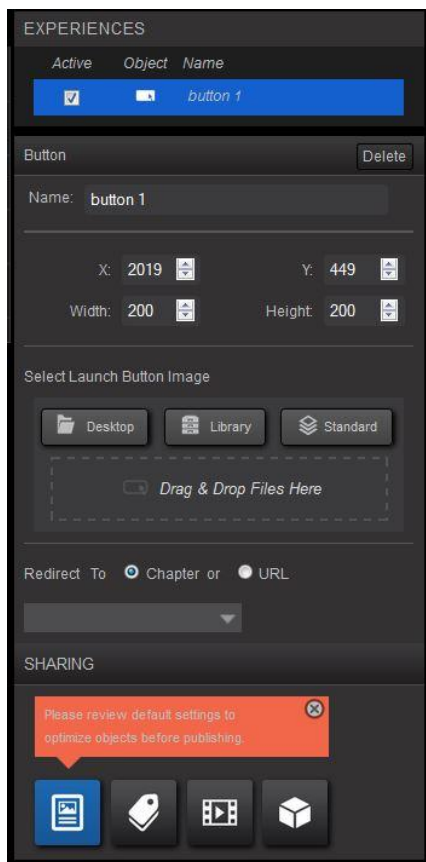 EXPERIENCES
Active Object Name
button 1
Button Delete
Name: button 1
X: 2019 Y: 449
Width: 200 Height: 200
Select Launch Button Image
Desktop Library Standard
Drag & Drop Files Here
Redirect To Chapter or URL
SHARING
Please review default settings to
optimize objects before publishing.